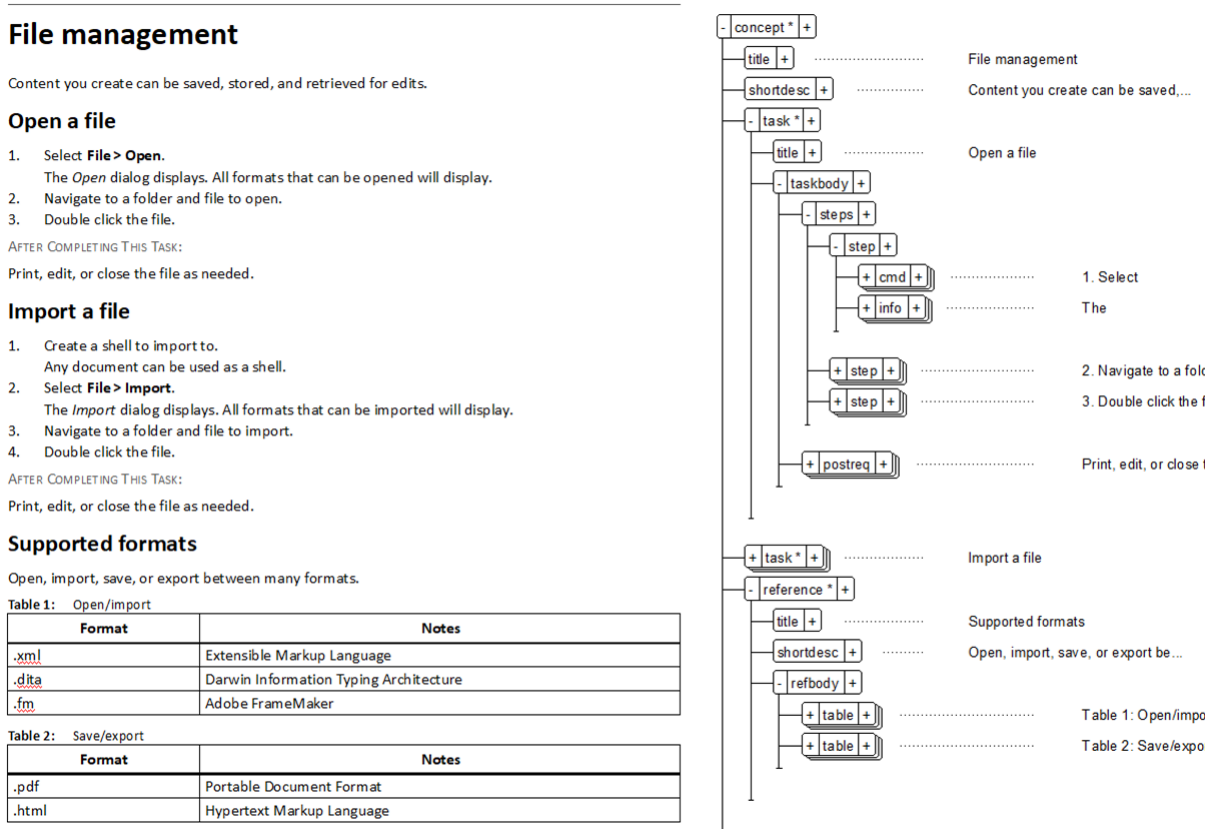 File management
Content you create can be saved, stored, and retrieved for edits.
Open a file
1. Select File > Open.
The Open dialog displays. All formats that can be opened will display.
2. Navigate to a folder and file to open.
3. Double click the file.
AFTER COMPLETING THIS TASK:
Print, edit, or close the file as needed.
Import a file
1. Create a shell to import to.
Any document can be used as a shell.
2. Select File > Import.
The Import dialog displays. All formats that can be imported will display.
3. Navigate to a folder and file to import.
4. Double click the file.
AFTER COMPLETING THIS TASK:
Print, edit, or close the file as needed.
Supported formats
Open, import, save, or export between many formats.
Table 1: Open/import
Format Notes
.xml Extensible Markup Language
.dita Darwin Information Typing Architecture
.fm Adobe FrameMaker
Table 2: Save/export
Format Notes
.pdf Portable Document Format
.html Hypertext Markup Language
- concept * +
title + File management
shortdesc + Content you create can be saved,...
- task * +
title + Open a file
- taskbody +
- steps +
- step +
+ cmd + 1. Select
+ info + The
+ step + 2. Navigate to a
+ step + 3. Double click the
+ postreq + Print, edit, or close
+ task * + Import a file
- reference * +
title + Supported formats
shortdesc + Open, import, save, or export be...
- refbody +
+ table + Table 1:
+ table + Table 2: